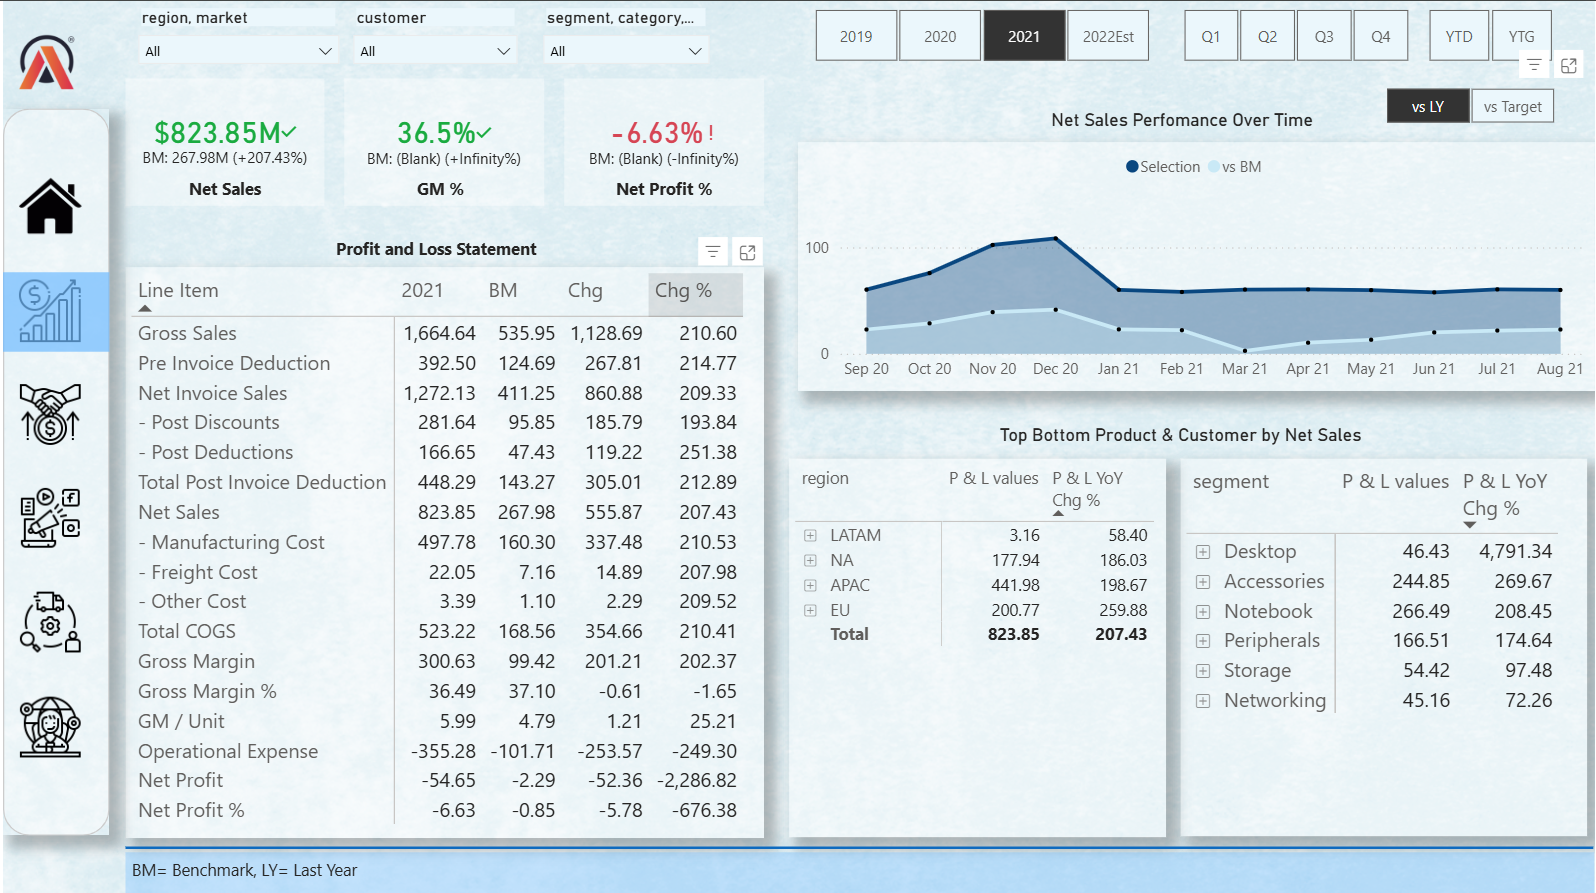 region, market
customer
segment, category,...
All
All
All
2019
2020
2021
2022Est
Q1
Q2
Q3
Q4
YTD
YTG
vs LY
vs Target
$823.85M
BM: 267.98M (+207.43%)
Net Sales
36.5%
BM: (Blank) (+Infinity%)
GM %
-6.63% !
BM: (Blank) (-Infinity%)
Net Profit %
Net Sales Perfomance Over Time
Selection vs BM
100
0
Sep 20 Oct 20 Nov 20 Dec 20 Jan 21 Feb 21 Mar 21 Apr 21 May 21 Jun 21 Jul 21 Aug 21
Profit and Loss Statement
Line Item 2021 BM Chg Chg %
Gross Sales 1,664.64 535.95 1,128.69 210.60
Pre Invoice Deduction 392.50 124.69 267.81 214.77
Net Invoice Sales 1,272.13 411.25 860.88 209.33
- Post Discounts 281.64 95.85 185.79 193.84
- Post Deductions 166.65 47.43 119.22 251.38
Total Post Invoice Deduction 448.29 143.27 305.01 212.89
Net Sales 823.85 267.98 555.87 207.43
- Manufacturing Cost 497.78 160.30 337.48 210.53
- Freight Cost 22.05 7.16 14.89 207.98
- Other Cost 3.39 1.10 2.29 209.52
Total COGS 523.22 168.56 354.66 210.41
Gross Margin 300.63 99.42 201.21 202.37
Gross Margin % 36.49 37.10 -0.61 -1.65
GM / Unit 5.99 4.79 1.21 25.21
Operational Expense -355.28 -101.71 -253.57 -249.30
Net Profit -54.65 -2.29 -52.36 -2,286.82
Net Profit % -6.63 -0.85 -5.78 -676.38
Top Bottom Product & Customer by Net Sales
region P & L values P & L YoY
Chg %
LATAM 3.16 58.40
NA 177.94 186.03
APAC 441.98 198.67
EU 200.77 259.88
Total 823.85 207.43
segment P & L values P & L YoY
Chg %
Desktop 46.43 4,791.34
Accessories 244.85 269.67
Notebook 266.49 208.45
Peripherals 166.51 174.64
Storage 54.42 97.48
Networking 45.16 72.26
BM= Benchmark, LY= Last Year